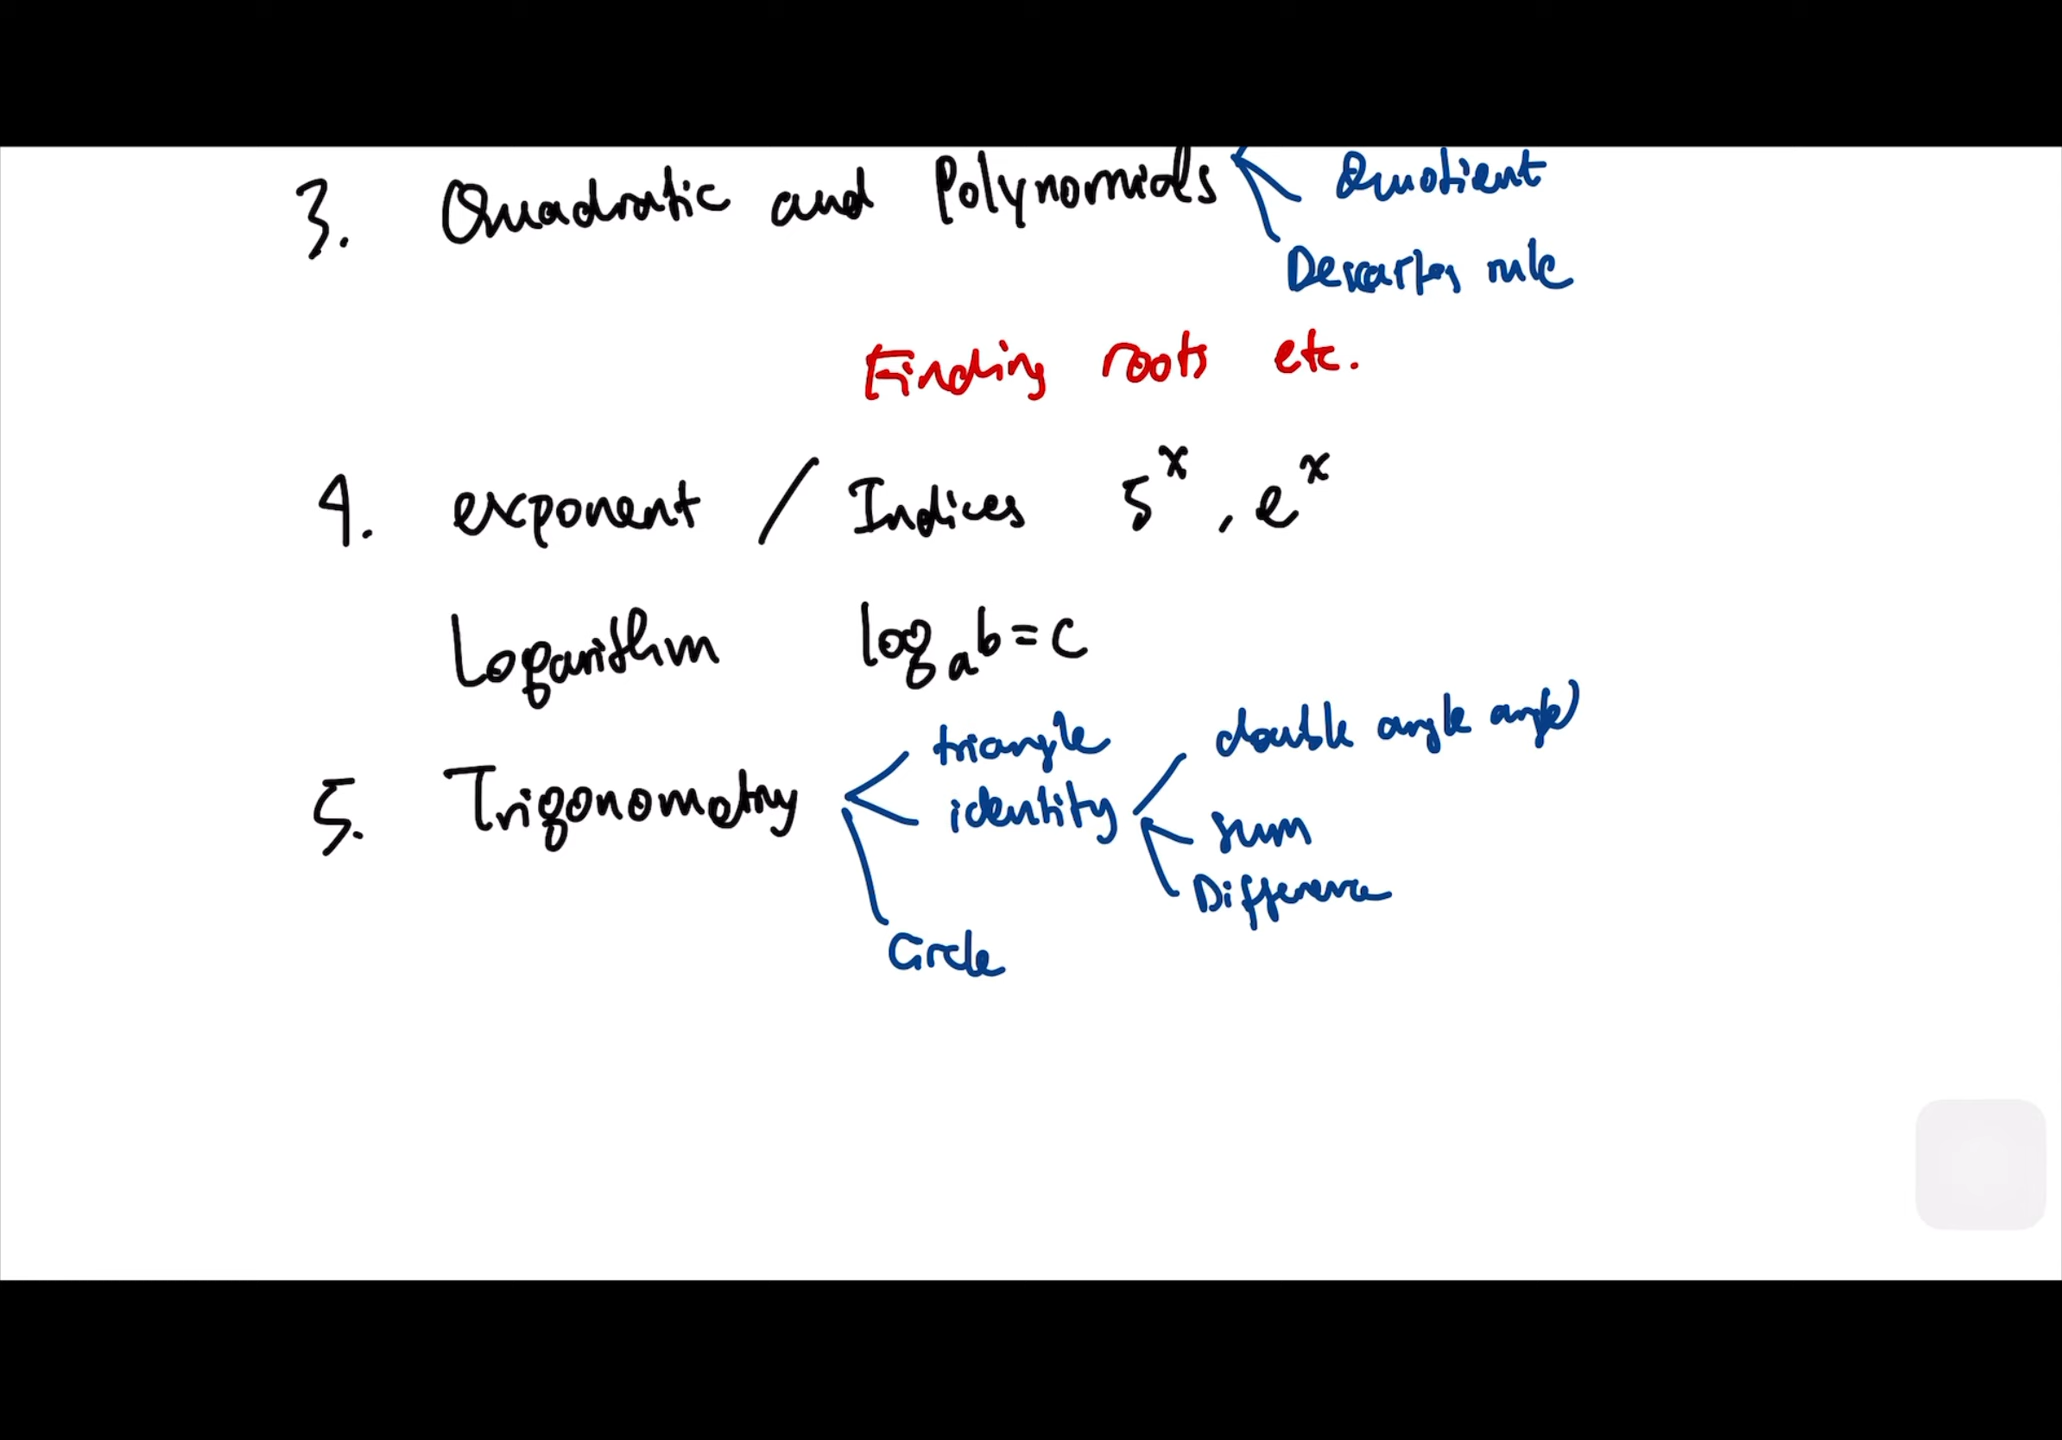 3. Quadratic and Polynomials
Quotient
Descartes rule
Finding roots etc.
4. exponent / Indices 5^x, e^x
Logarithm log_a b = c
5. Trigonometry
triangle
identity
double angle angle
sum
Difference
Circle